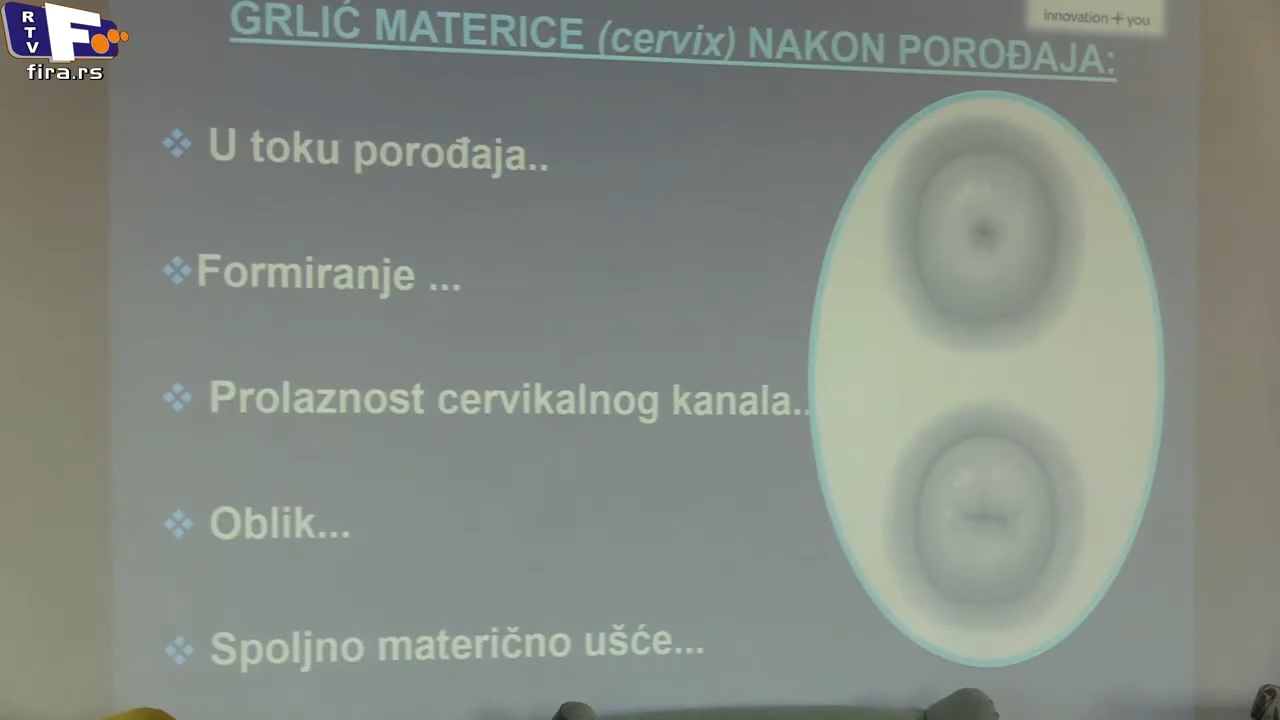 RTV F
fira.rs
innovation + you
GRLIĆ MATERICE (cervix) NAKON POROĐAJA:
U toku porođaja..
Formiranje ...
Prolaznost cervikalnog kanala..
Oblik...
Spoljno materično ušće...